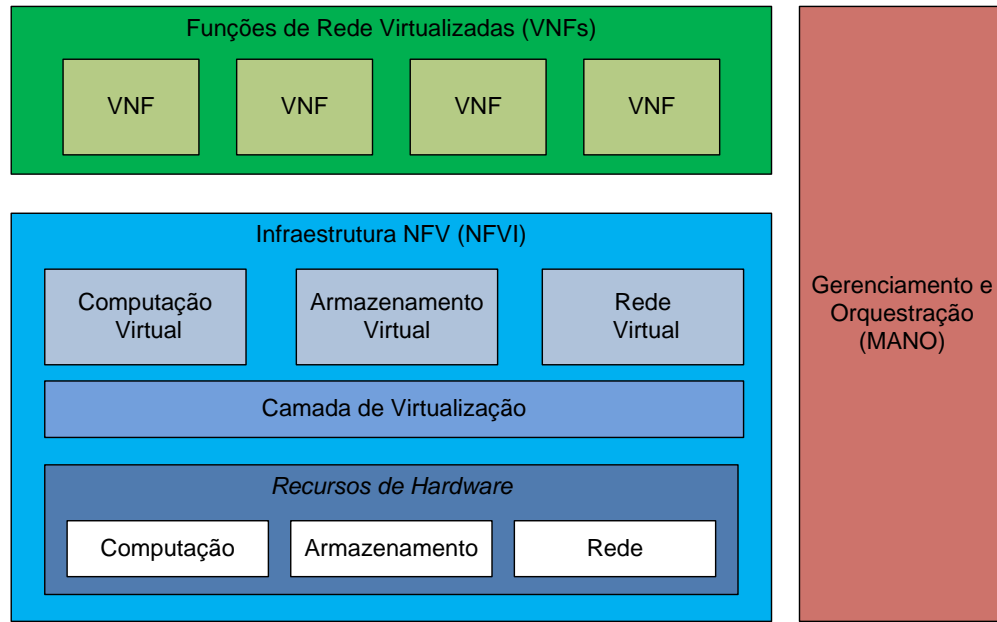 Funções de Rede Virtualizadas (VNFs)
VNF
VNF
VNF
VNF
Infraestrutura NFV (NFVI)
Computação
Virtual
Armazenamento
Virtual
Rede
Virtual
Camada de Virtualização
Recursos de Hardware
Computação
Armazenamento
Rede
Gerenciamento e
Orquestração
(MANO)